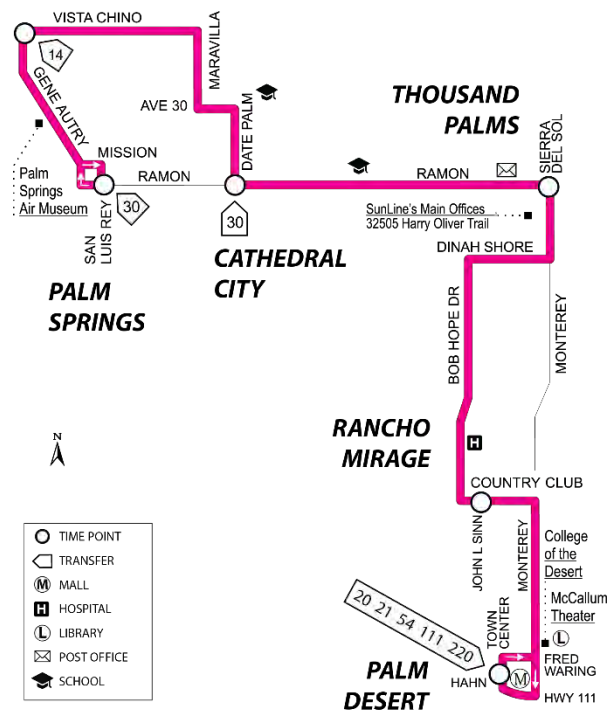 VISTA CHINO
14
MARAVILLA
GENE AUTRY
AVE 30
DATE PALM
THOUSAND
PALMS
MISSION
RAMON
RAMON
SIERRA
DEL SOL
Palm
Springs
Air Museum
30
30
SAN
LUIS REY
SunLine's Main Offices
32505 Harry Oliver Trail
DINAH SHORE
CATHEDRAL
CITY
PALM
SPRINGS
BOB HOPE DR
MONTEREY
RANCHO
MIRAGE
N
H
COUNTRY CLUB
JOHN L SINN
MONTEREY
College
of the
Desert
McCallum
Theater
L
20 21 54 111 220
TOWN
CENTER
FRED
WARING
HAHN
M
HWY 111
PALM
DESERT
TIME POINT
TRANSFER
M MALL
H HOSPITAL
L LIBRARY
POST OFFICE
SCHOOL